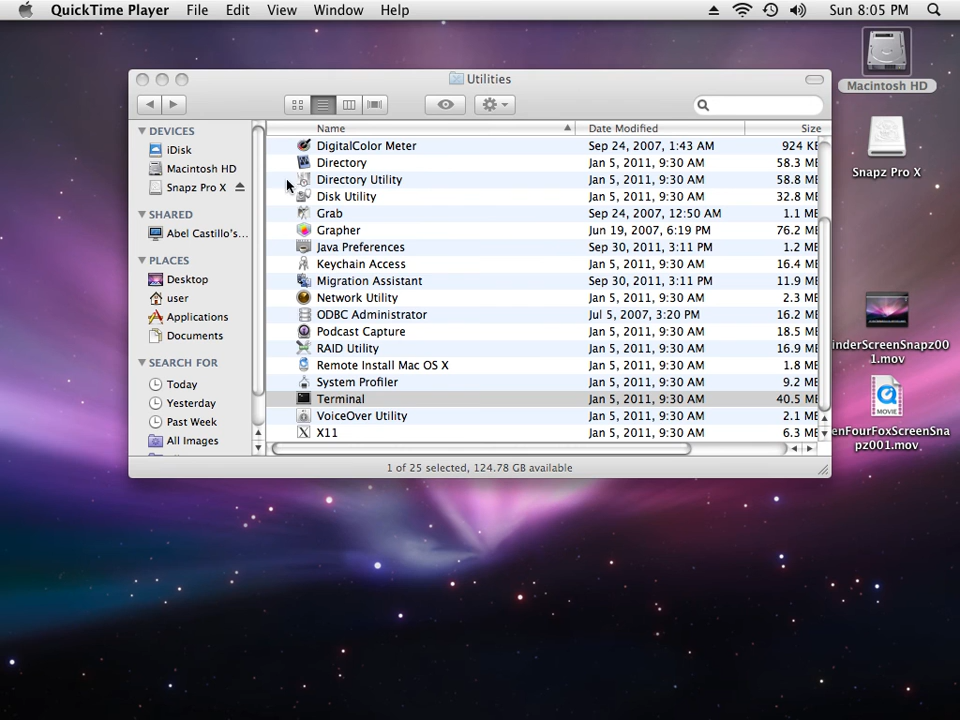 QuickTime Player File Edit View Window Help Sun 8:05 PM
Utilities
DEVICES
iDisk
Macintosh HD
Snapz Pro X
SHARED
Abel Castillo's...
PLACES
Desktop
user
Applications
Documents
SEARCH FOR
Today
Yesterday
Past Week
All Images
Name Date Modified Size
DigitalColor Meter Sep 24, 2007, 1:43 AM 924 KB
Directory Jan 5, 2011, 9:30 AM 58.3 MB
Directory Utility Jan 5, 2011, 9:30 AM 58.8 MB
Disk Utility Jan 5, 2011, 9:30 AM 32.8 MB
Grab Sep 24, 2007, 12:50 AM 1.1 MB
Grapher Jun 19, 2007, 6:19 PM 76.2 MB
Java Preferences Sep 30, 2011, 3:11 PM 1.2 MB
Keychain Access Jan 5, 2011, 9:30 AM 16.4 MB
Migration Assistant Sep 30, 2011, 3:11 PM 11.9 MB
Network Utility Jan 5, 2011, 9:30 AM 2.3 MB
ODBC Administrator Jul 5, 2007, 3:20 PM 16.2 MB
Podcast Capture Jan 5, 2011, 9:30 AM 18.5 MB
RAID Utility Jan 5, 2011, 9:30 AM 16.9 MB
Remote Install Mac OS X Jan 5, 2011, 9:30 AM 1.8 MB
System Profiler Jan 5, 2011, 9:30 AM 9.2 MB
Terminal Jan 5, 2011, 9:30 AM 40.5 MB
VoiceOver Utility Jan 5, 2011, 9:30 AM 2.1 MB
X11 Jan 5, 2011, 9:30 AM 6.3 MB
1 of 25 selected, 124.78 GB available
Macintosh HD
Snapz Pro X
inderScreenSnapz00
1.mov
MOVIE
enFourFoxScreenSna
pz001.mov